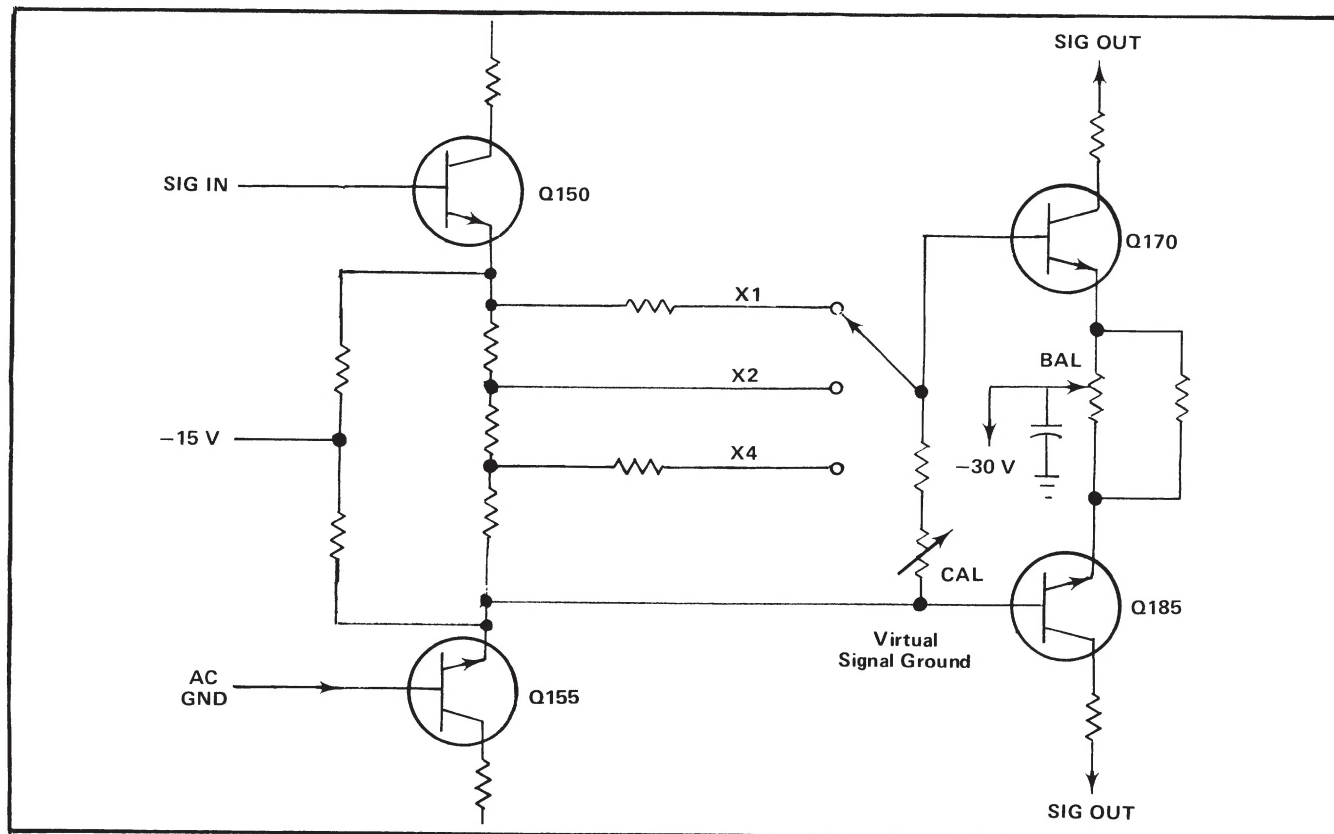 SIG OUT
SIG IN
Q150
Q170
X1
BAL
X2
−15 V
X4
−30 V
CAL
Q185
Virtual
Signal Ground
AC
GND
Q155
SIG OUT